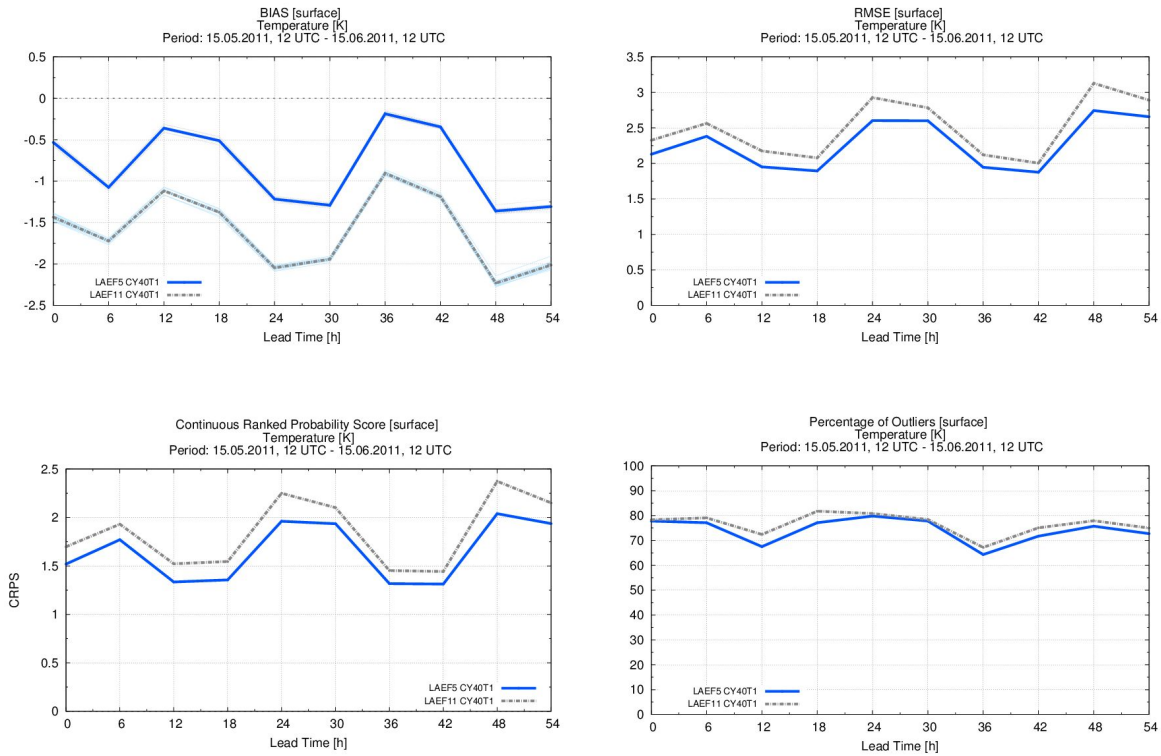 BIAS [surface]
Temperature [K]
Period: 15.05.2011, 12 UTC - 15.06.2011, 12 UTC
0.5
0
-0.5
-1
-1.5
-2
-2.5
LAEF5 CY40T1
LAEF11 CY40T1
0 6 12 18 24 30 36 42 48 54
Lead Time [h]
RMSE [surface]
Temperature [K]
Period: 15.05.2011, 12 UTC - 15.06.2011, 12 UTC
3.5
3
2.5
2
1.5
1
0.5
0
LAEF5 CY40T1
LAEF11 CY40T1
0 6 12 18 24 30 36 42 48 54
Lead Time [h]
Continuous Ranked Probability Score [surface]
Temperature [K]
Period: 15.05.2011, 12 UTC - 15.06.2011, 12 UTC
CRPS
2.5
2
1.5
1
0.5
0
LAEF5 CY40T1
LAEF11 CY40T1
0 6 12 18 24 30 36 42 48 54
Lead Time [h]
Percentage of Outliers [surface]
Temperature [K]
Period: 15.05.2011, 12 UTC - 15.06.2011, 12 UTC
100
90
80
70
60
50
40
30
20
10
0
LAEF5 CY40T1
LAEF11 CY40T1
0 6 12 18 24 30 36 42 48 54
Lead Time [h]